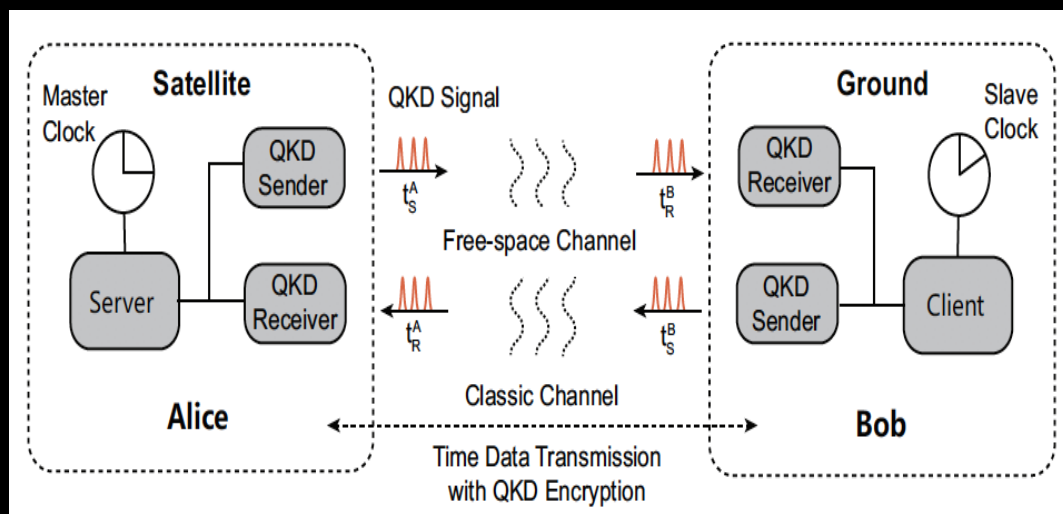 Satellite
Master
Clock
QKD
Sender
Server
QKD
Receiver
Alice
QKD Signal
t_S^A
t_R^B
Free-space Channel
t_R^A
t_S^B
Classic Channel
Time Data Transmission
with QKD Encryption
Ground
Slave
Clock
QKD
Receiver
QKD
Sender
Client
Bob